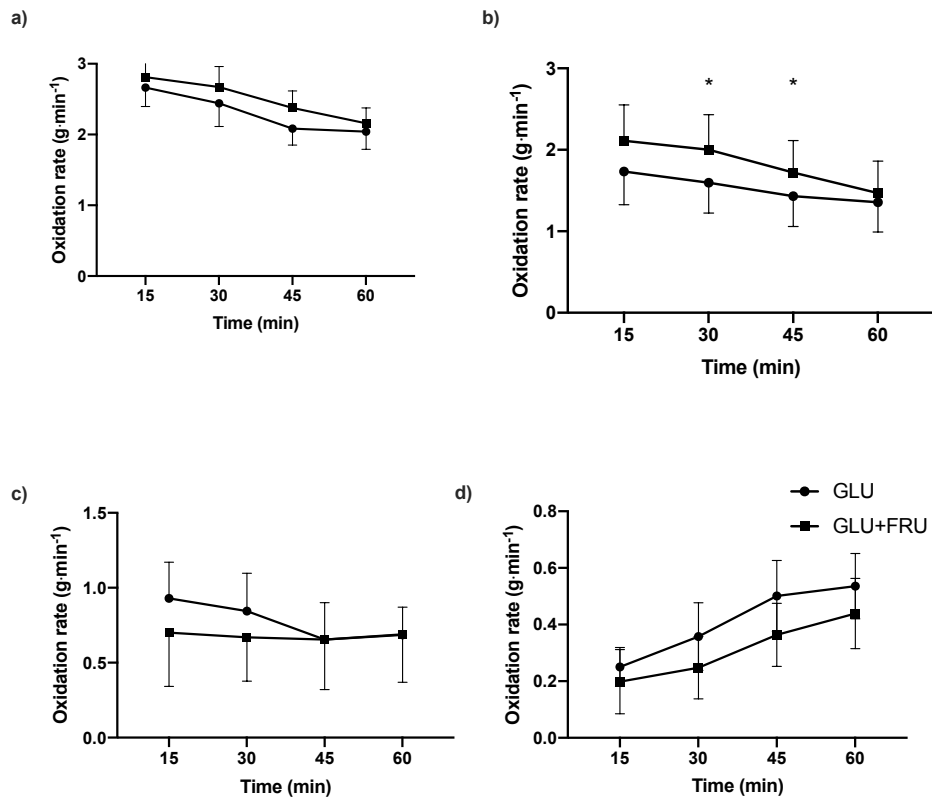 a)
3
2
1
0
Oxidation rate (g·min-1)
15 30 45 60
Time (min)
b)
* *
3
2
1
0
Oxidation rate (g·min-1)
15 30 45 60
Time (min)
c)
1.5
1.0
0.5
0.0
Oxidation rate (g·min-1)
15 30 45 60
Time (min)
d)
GLU
GLU+FRU
0.8
0.6
0.4
0.2
0.0
Oxidation rate (g·min-1)
15 30 45 60
Time (min)